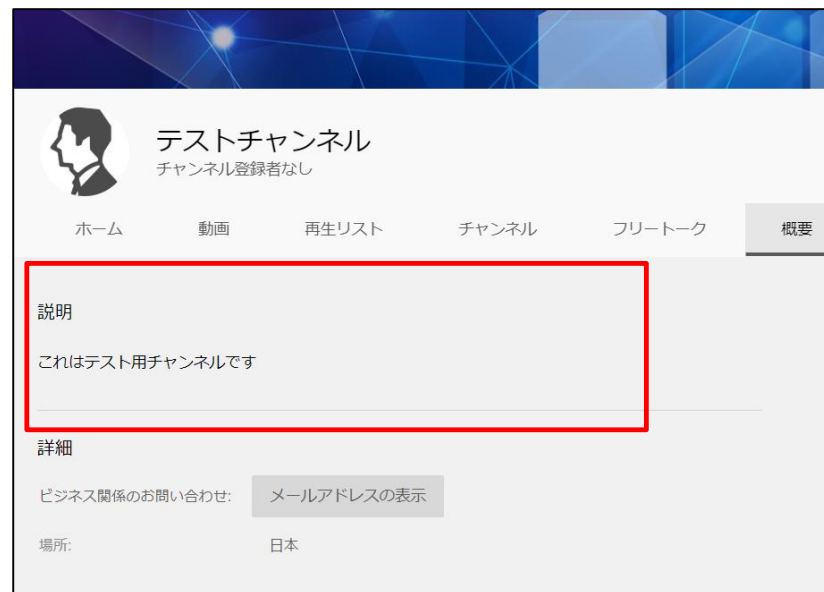 テストチャンネル
チャンネル登録者なし
ホーム 動画 再生リスト チャンネル フリートーク 概要
説明
これはテスト用チャンネルです
詳細
ビジネス関係のお問い合わせ: メールアドレスの表示
場所: 日本